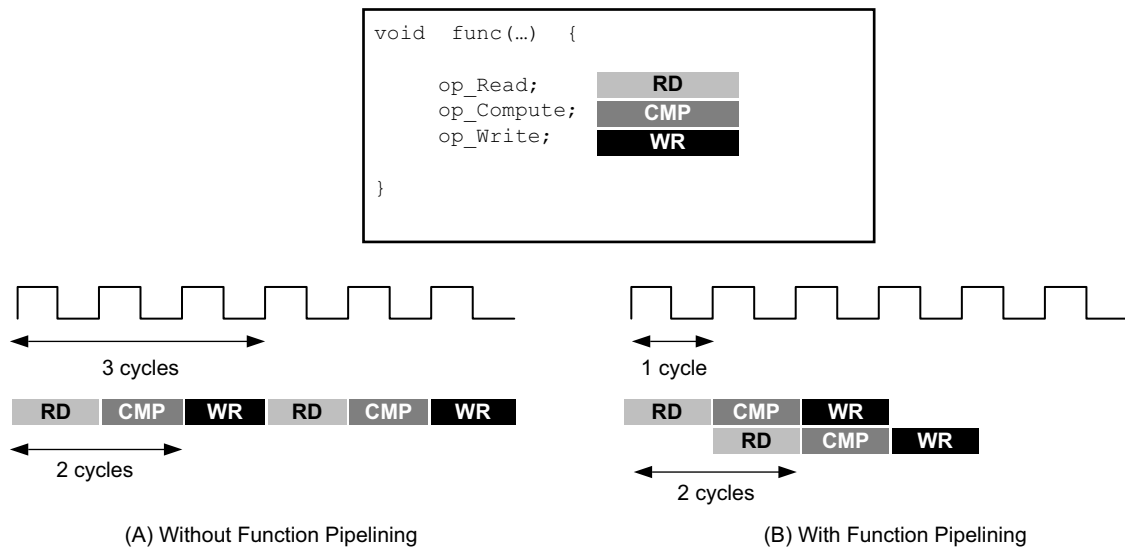 void func(…) {
op_Read; RD
op_Compute; CMP
op_Write; WR
}
3 cycles
RD CMP WR RD CMP WR
2 cycles
(A) Without Function Pipelining
1 cycle
RD CMP WR
RD CMP WR
2 cycles
(B) With Function Pipelining